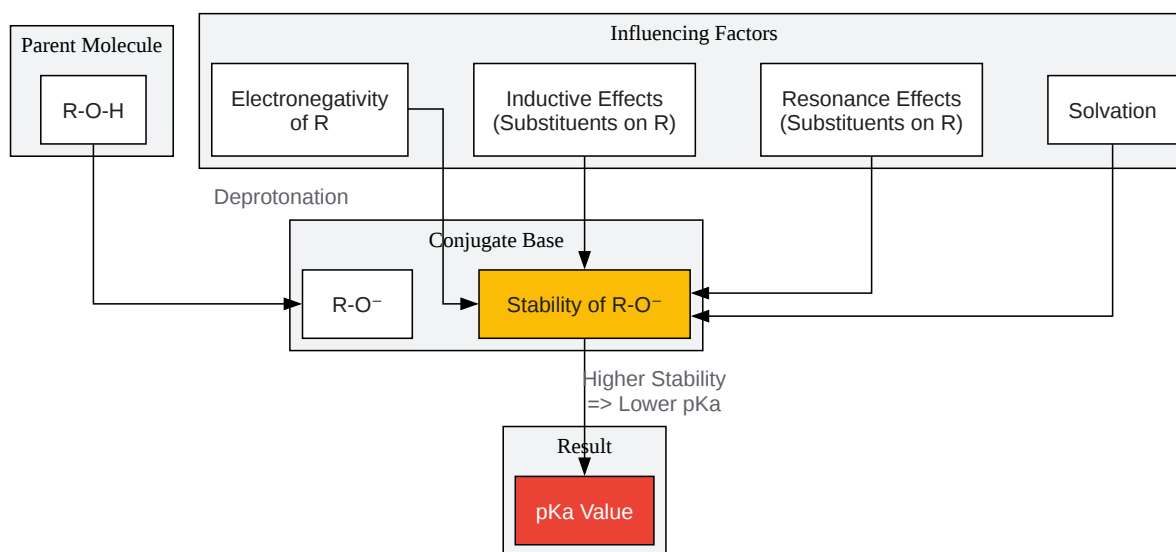 Parent Molecule
R-O-H
Influencing Factors
Electronegativity
of R
Inductive Effects
(Substituents on R)
Resonance Effects
(Substituents on R)
Solvation
Deprotonation
Conjugate Base
R-O⁻
Stability of R-O⁻
Higher Stability
=> Lower pKa
Result
pKa Value